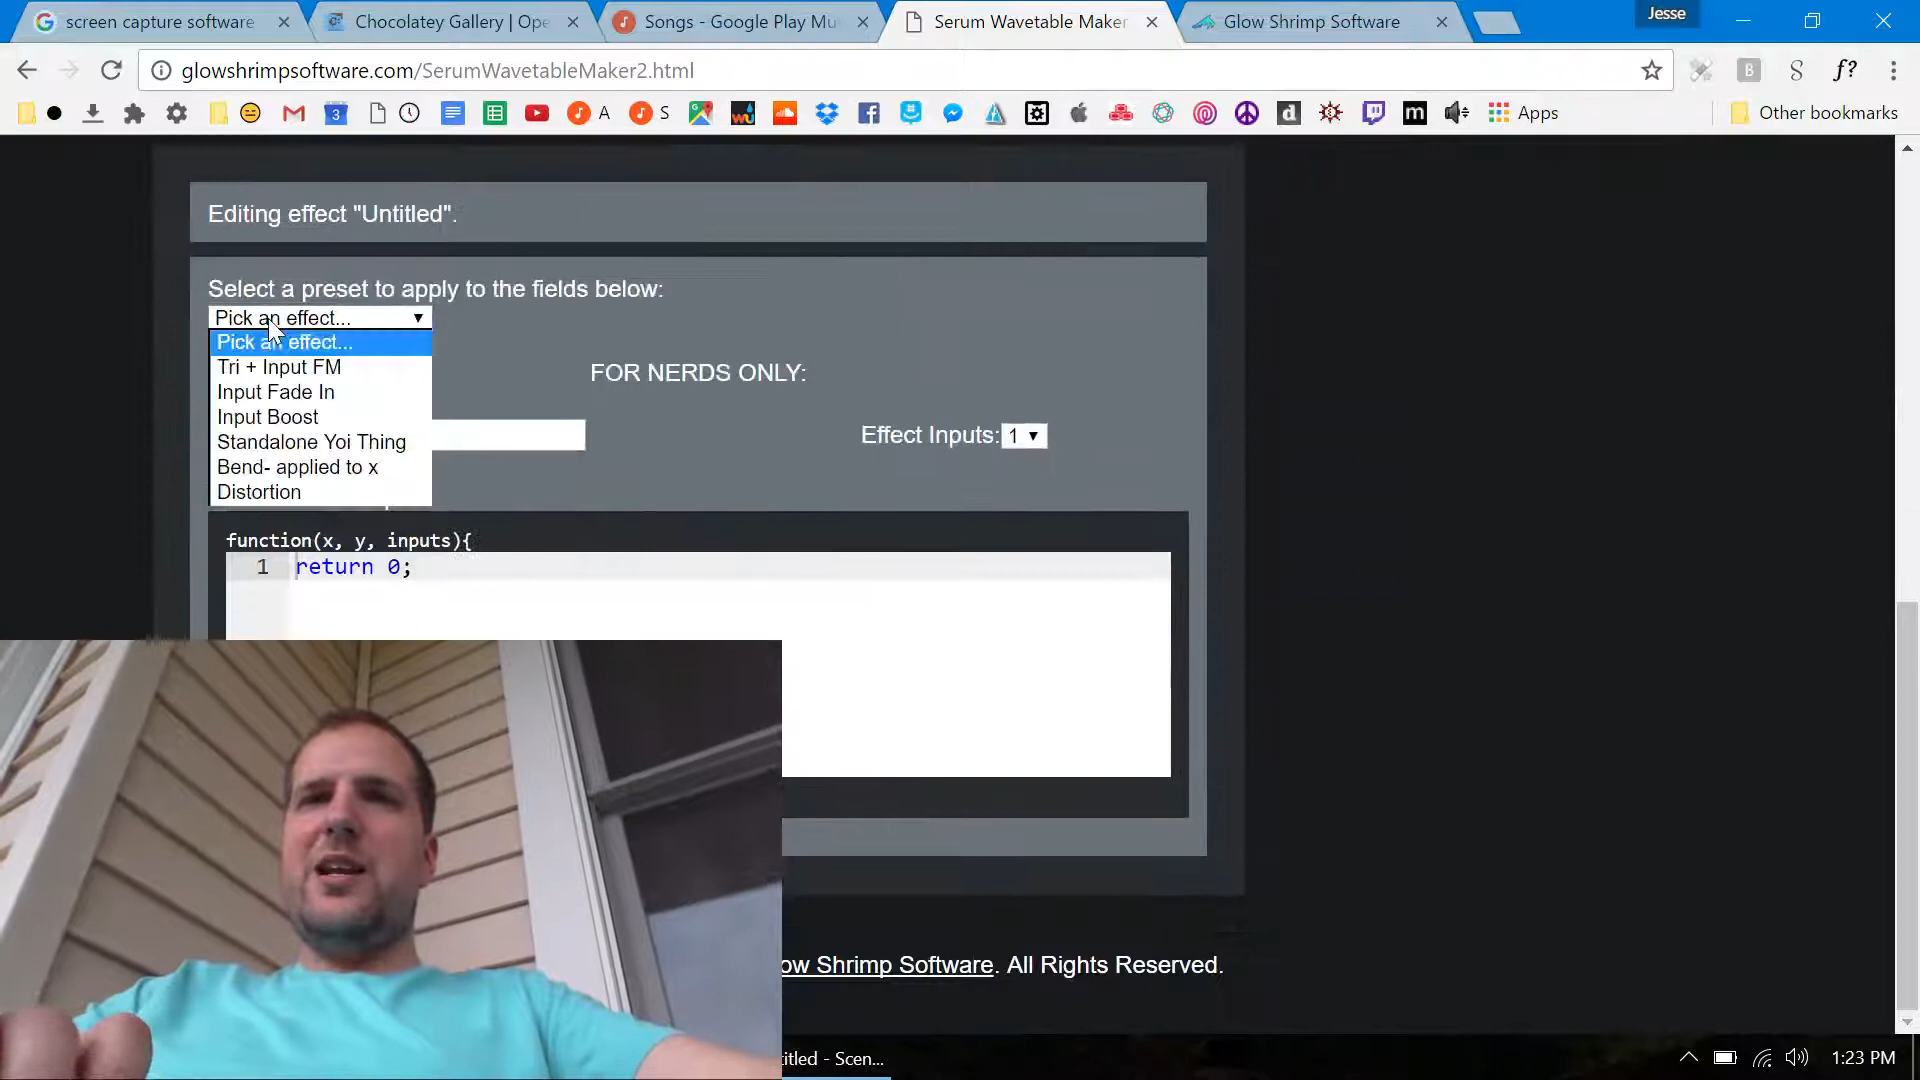 screen capture software
Chocolatey Gallery | Ope
Songs - Google Play Mu
Serum Wavetable Maker
Glow Shrimp Software
Jesse
glowshrimpsoftware.com/SerumWavetableMaker2.html
A
S
Apps
Other bookmarks
Editing effect "Untitled".
Select a preset to apply to the fields below:
Pick an effect...
Pick an effect...
Tri + Input FM
Input Fade In
Input Boost
Standalone Yoi Thing
Bend- applied to x
Distortion
FOR NERDS ONLY:
Effect Inputs: 1
function(x, y, inputs){
1 return 0;
ow Shrimp Software. All Rights Reserved.
titled - Scen...
1:23 PM